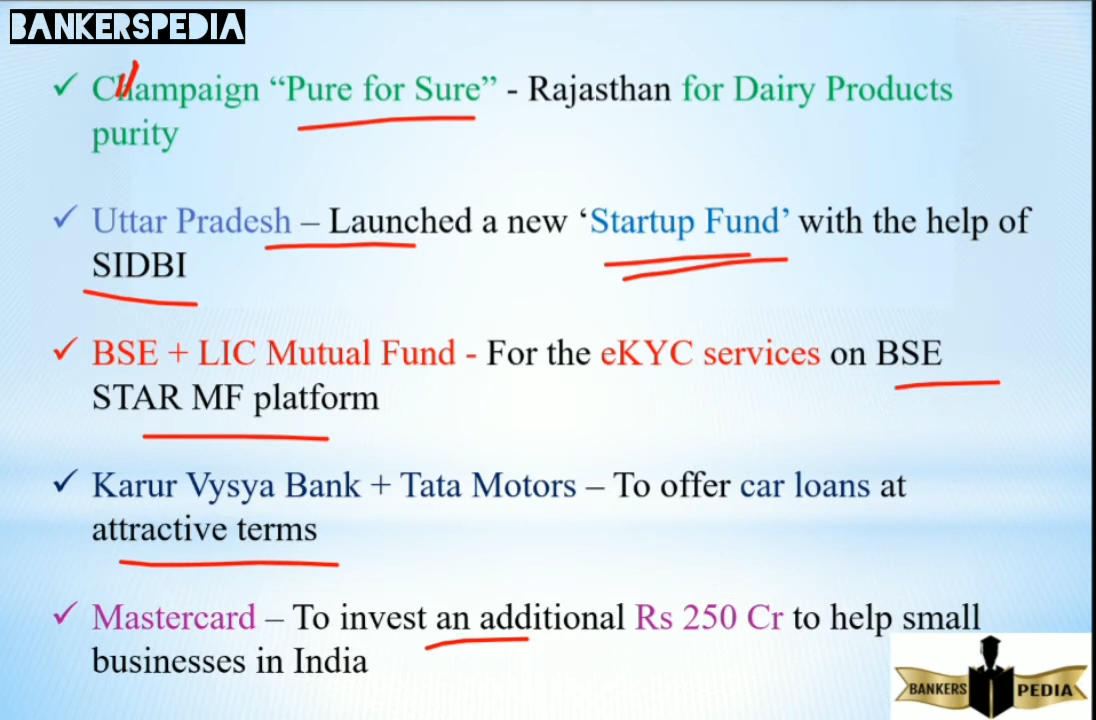 BANKERSPEDIA
✓ Champaign “Pure for Sure” - Rajasthan for Dairy Products
purity
✓ Uttar Pradesh – Launched a new ‘Startup Fund’ with the help of
SIDBI
✓ BSE + LIC Mutual Fund - For the eKYC services on BSE
STAR MF platform
✓ Karur Vysya Bank + Tata Motors – To offer car loans at
attractive terms
✓ Mastercard – To invest an additional Rs 250 Cr to help small
businesses in India
BANKERS PEDIA